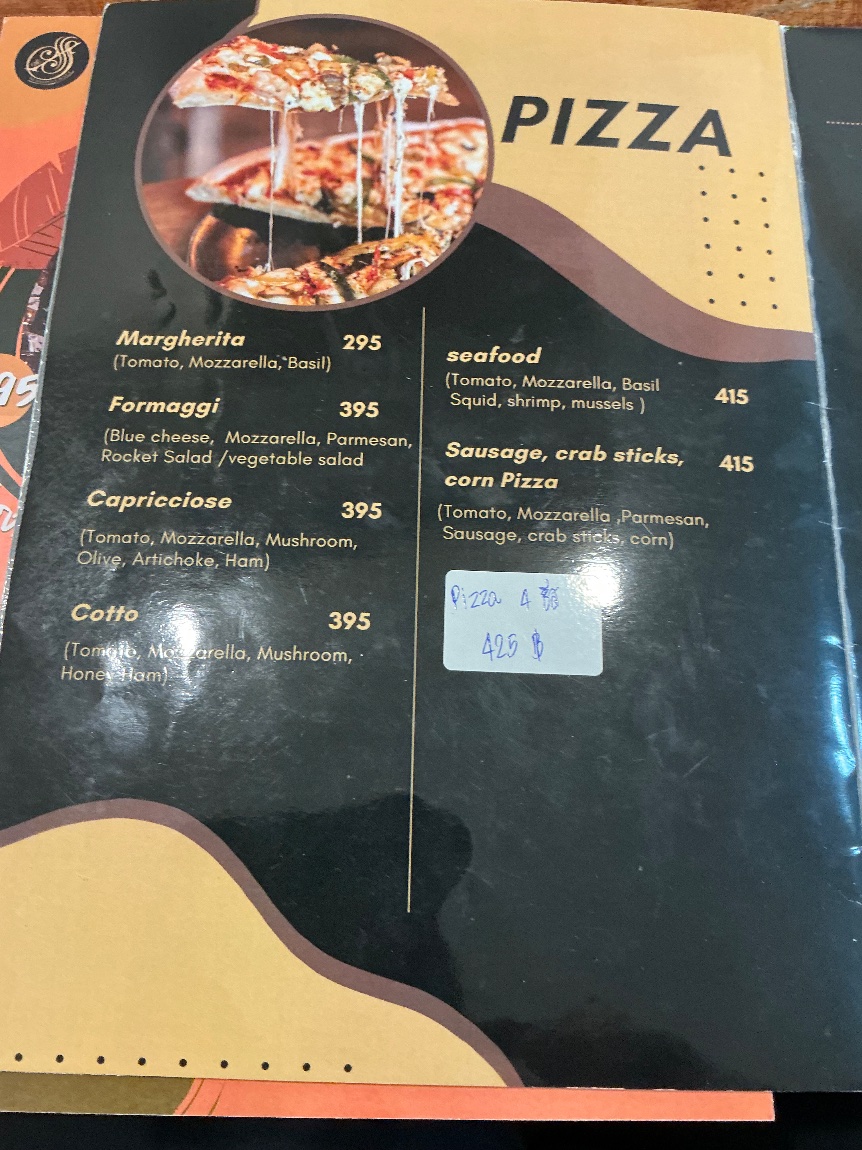 PIZZA
Margherita 295
(Tomato, Mozzarella, Basil)
Formaggi 395
(Blue cheese, Mozzarella, Parmesan,
Rocket Salad /vegetable salad
Capricciose 395
(Tomato, Mozzarella, Mushroom,
Olive, Artichoke, Ham)
Cotto 395
(Tomato, Mozzarella, Mushroom,
Honey Ham)
seafood
(Tomato, Mozzarella, Basil 415
Squid, shrimp, mussels )
Sausage, crab sticks, 415
corn Pizza
(Tomato, Mozzarella ,Parmesan,
Sausage, crab sticks, corn)
Pizza 4
425 ฿
95